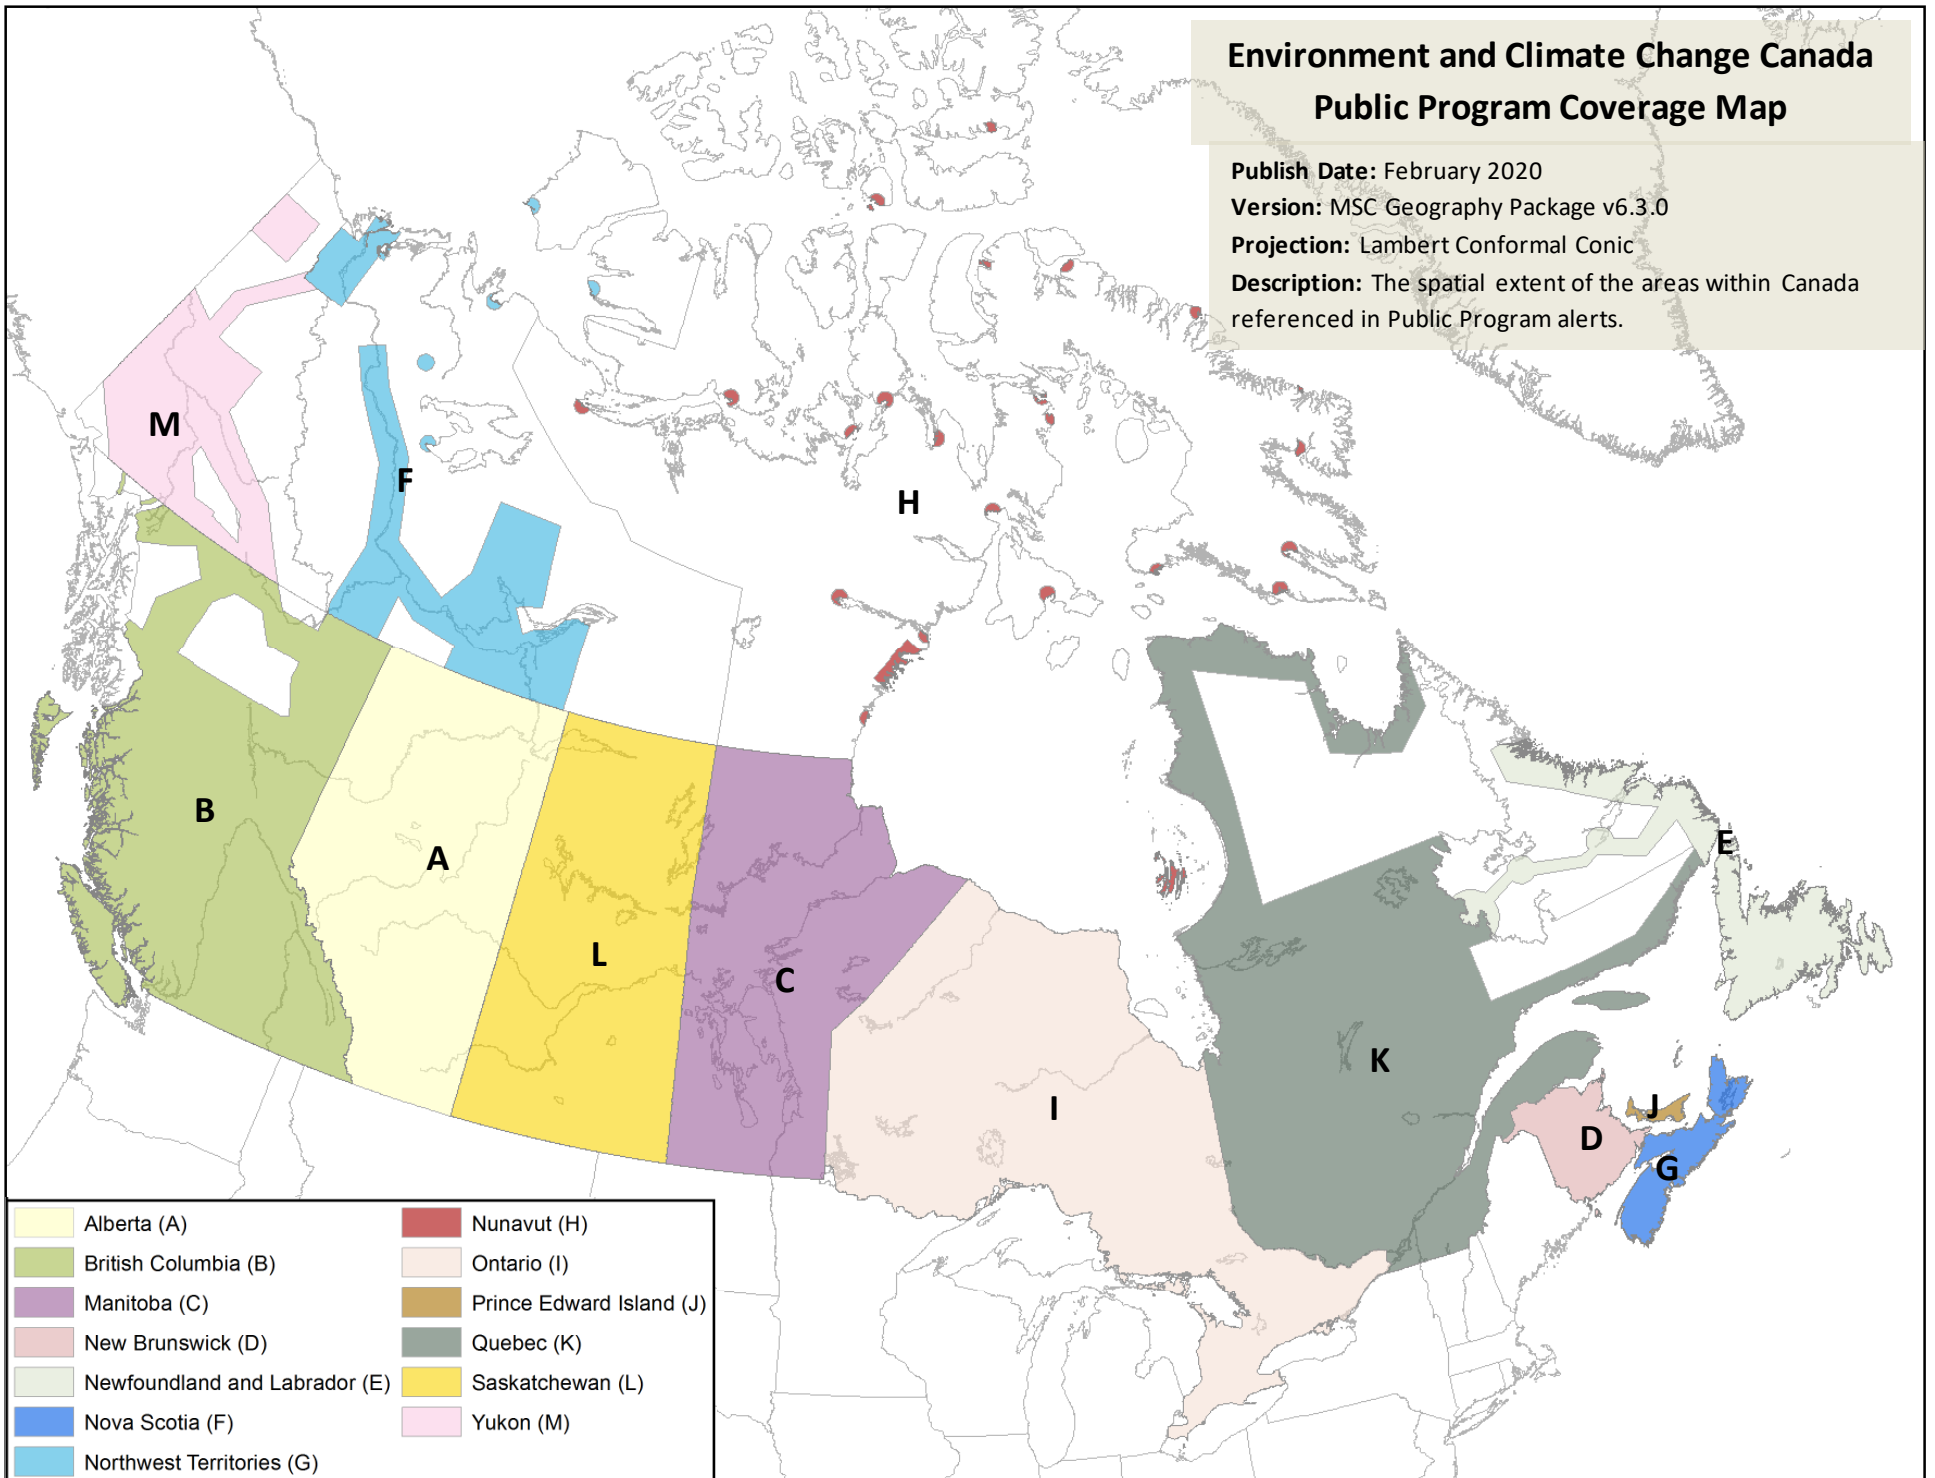 Environment and Climate Change Canada
Public Program Coverage Map
Publish Date: February 2020
Version: MSC Geography Package v6.3.0
Projection: Lambert Conformal Conic
Description: The spatial extent of the areas within Canada
referenced in Public Program alerts.
M
F
H
B
A
E
L
C
K
I
J
D
G
Alberta (A)
British Columbia (B)
Manitoba (C)
New Brunswick (D)
Newfoundland and Labrador (E)
Nova Scotia (F)
Northwest Territories (G)
Nunavut (H)
Ontario (I)
Prince Edward Island (J)
Quebec (K)
Saskatchewan (L)
Yukon (M)